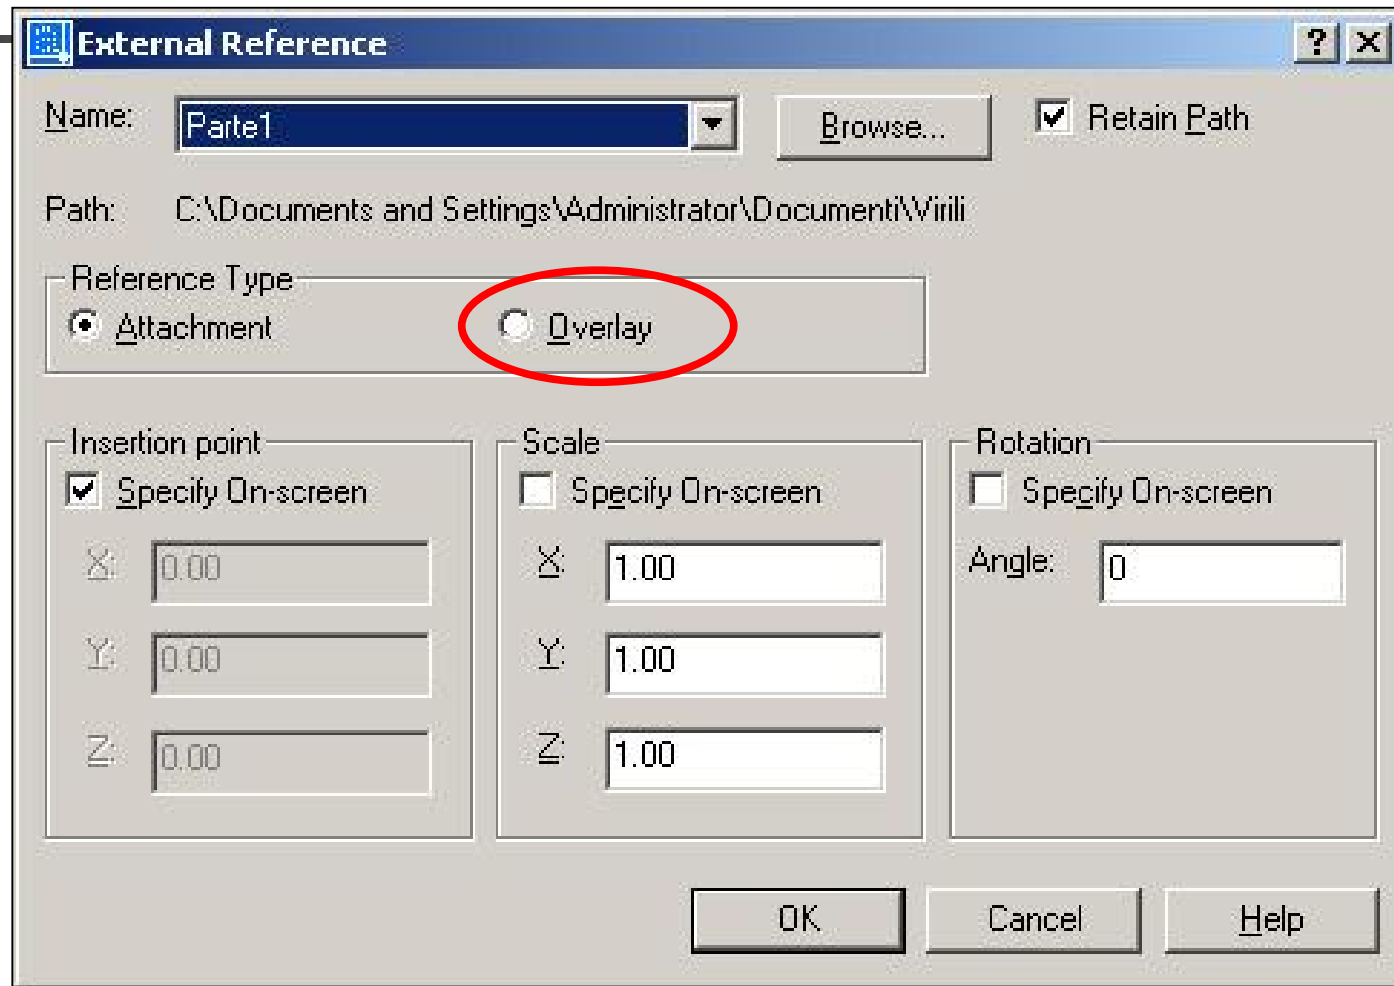 External Reference
Name: Parte1 Browse... Retain Path
Path: C:\Documents and Settings\Administrator\Documenti\Virili
Reference Type
Attachment Overlay
Insertion point Scale Rotation
Specify On-screen Specify On-screen Specify On-screen
X: 0.00 X: 1.00 Angle: 0
Y: 0.00 Y: 1.00
Z: 0.00 Z: 1.00
OK Cancel Help